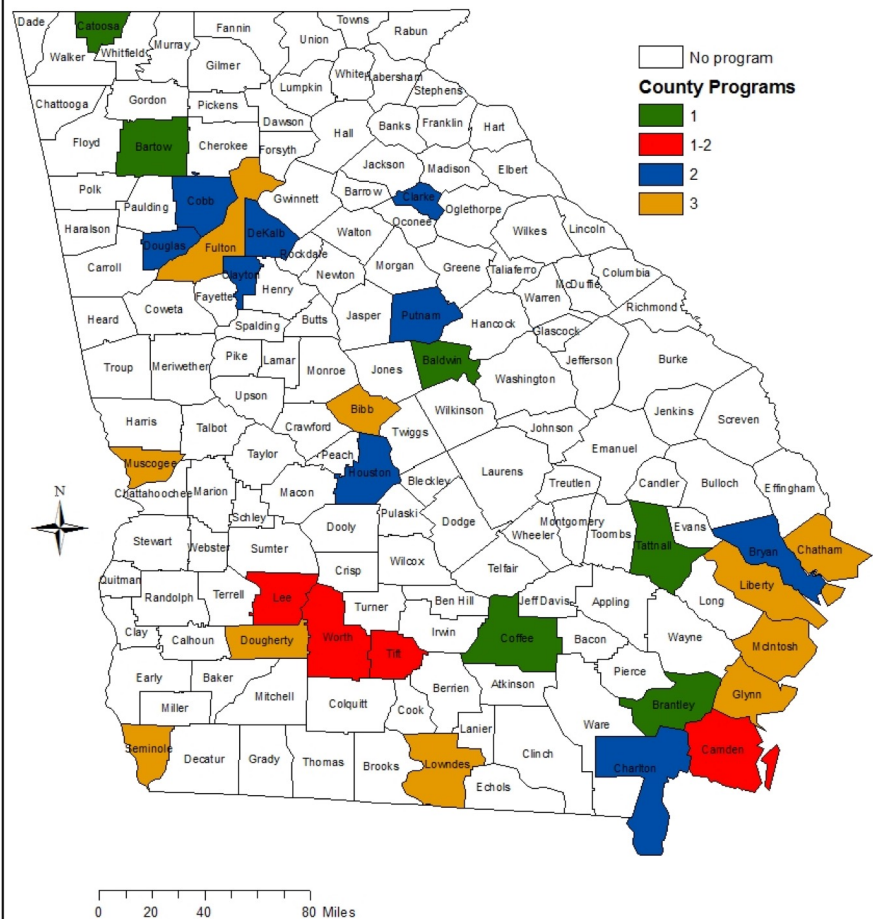 Dade
Catoosa
Fannin
Towns
Rabun
Union
Murray
Whitfield
Walker
Gilmer
White
Habersham
Lumpkin
Stephens
Chattooga
Gordon
Pickens
Dawson
Hall
Banks
Franklin
Hart
Floyd
Bartow
Cherokee
Forsyth
Jackson
Madison
Elbert
Polk
Paulding
Cobb
Gwinnett
Barrow
Clarke
Oglethorpe
Oconee
Haralson
Douglas
Fulton
DeKalb
Rockdale
Walton
Wilkes
Lincoln
Carroll
Clayton
Henry
Newton
Morgan
Greene
Taliaferro
McDuffie
Columbia
Fayette
Warren
Richmond
Heard
Coweta
Spalding
Butts
Jasper
Putnam
Hancock
Glascock
Troup
Meriwether
Pike
Lamar
Monroe
Jones
Baldwin
Washington
Jefferson
Burke
Upson
Harris
Talbot
Crawford
Bibb
Twiggs
Wilkinson
Johnson
Jenkins
Screven
Emanuel
Muscogee
Taylor
Peach
Houston
Bleckley
Laurens
Treutlen
Candler
Bulloch
Effingham
Chattahoochee
Marion
Macon
Schley
Dooly
Pulaski
Dodge
Wheeler
Montgomery
Toombs
Tattnall
Evans
Bryan
Chatham
Stewart
Webster
Sumter
Crisp
Wilcox
Telfair
Liberty
Quitman
Randolph
Terrell
Lee
Turner
Ben Hill
Jeff Davis
Appling
Long
Clay
Calhoun
Dougherty
Worth
Tift
Irwin
Coffee
Bacon
Wayne
McIntosh
Early
Baker
Mitchell
Colquitt
Cook
Berrien
Atkinson
Pierce
Brantley
Glynn
Miller
Lanier
Ware
Seminole
Decatur
Grady
Thomas
Brooks
Lowndes
Echols
Clinch
Charlton
Camden
No program
County Programs
1
1-2
2
3
N
0 20 40 80 Miles